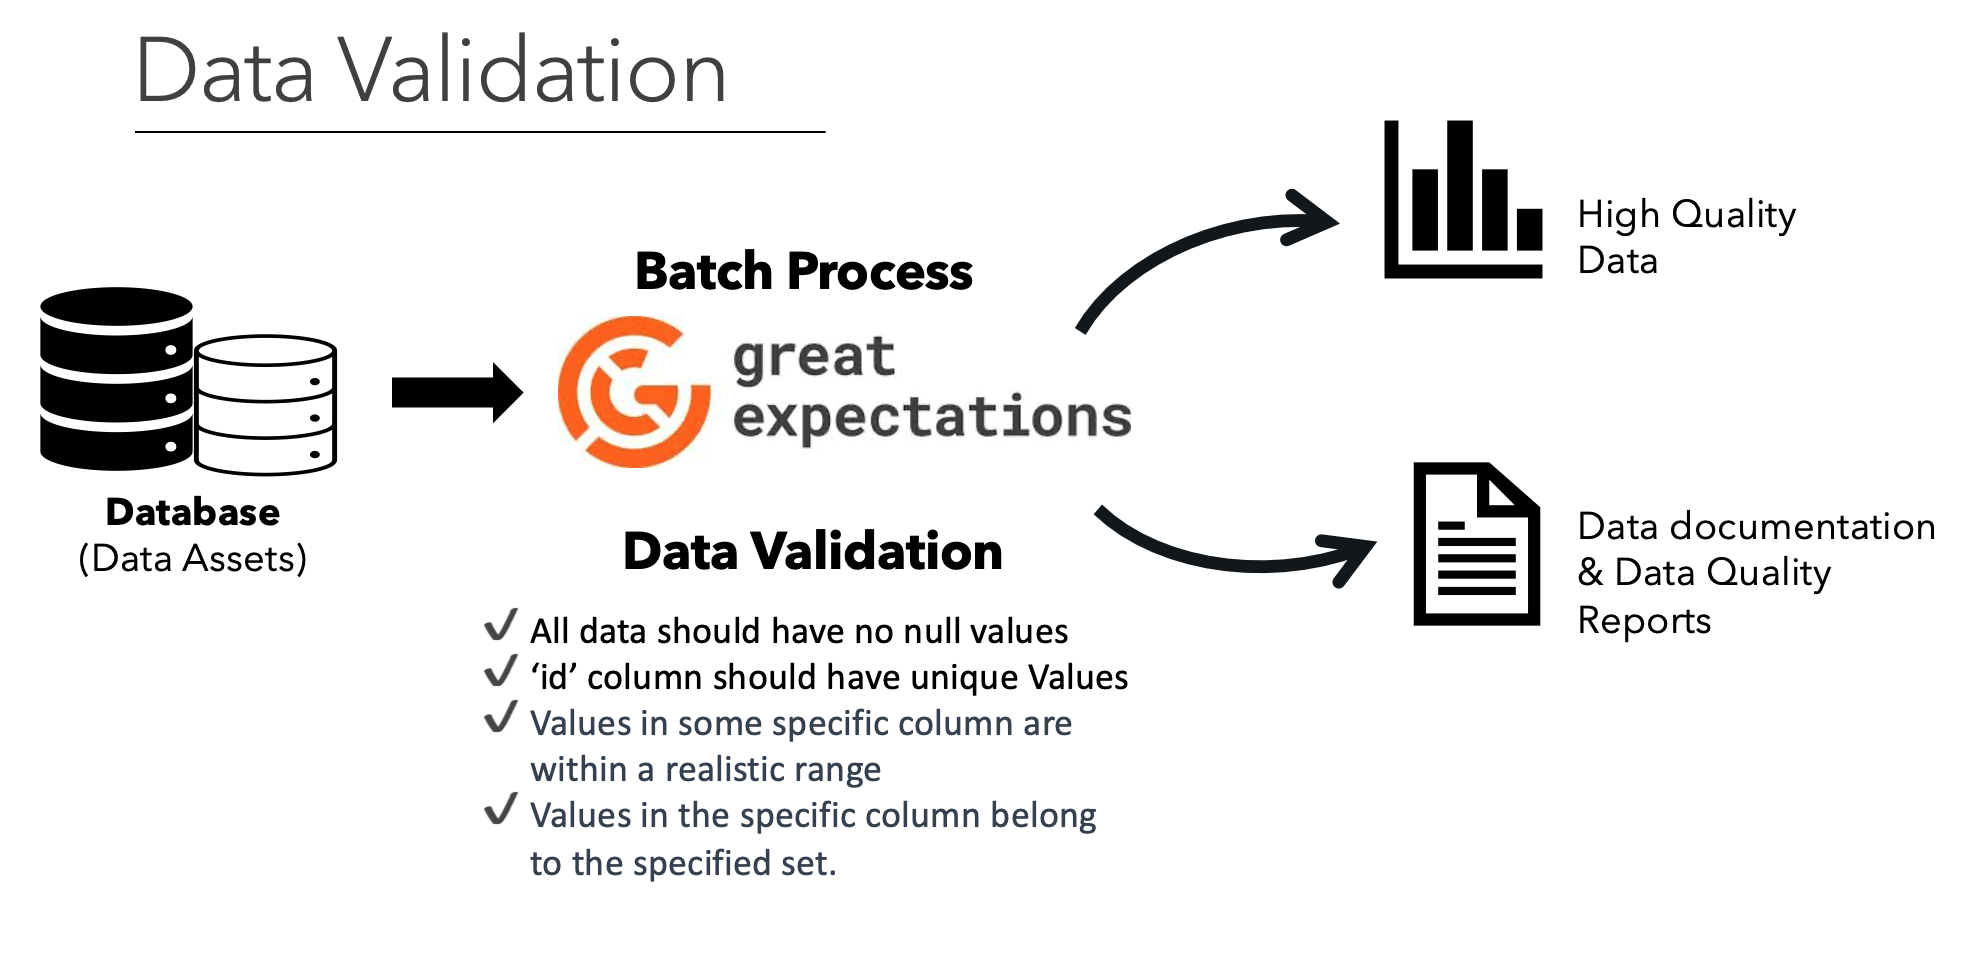 Data Validation
Batch Process
great
expectations
Database
(Data Assets)
Data Validation
✓ All data should have no null values
✓ ‘id’ column should have unique Values
✓ Values in some specific column are
within a realistic range
✓ Values in the specific column belong
to the specified set.
High Quality
Data
Data documentation
& Data Quality
Reports